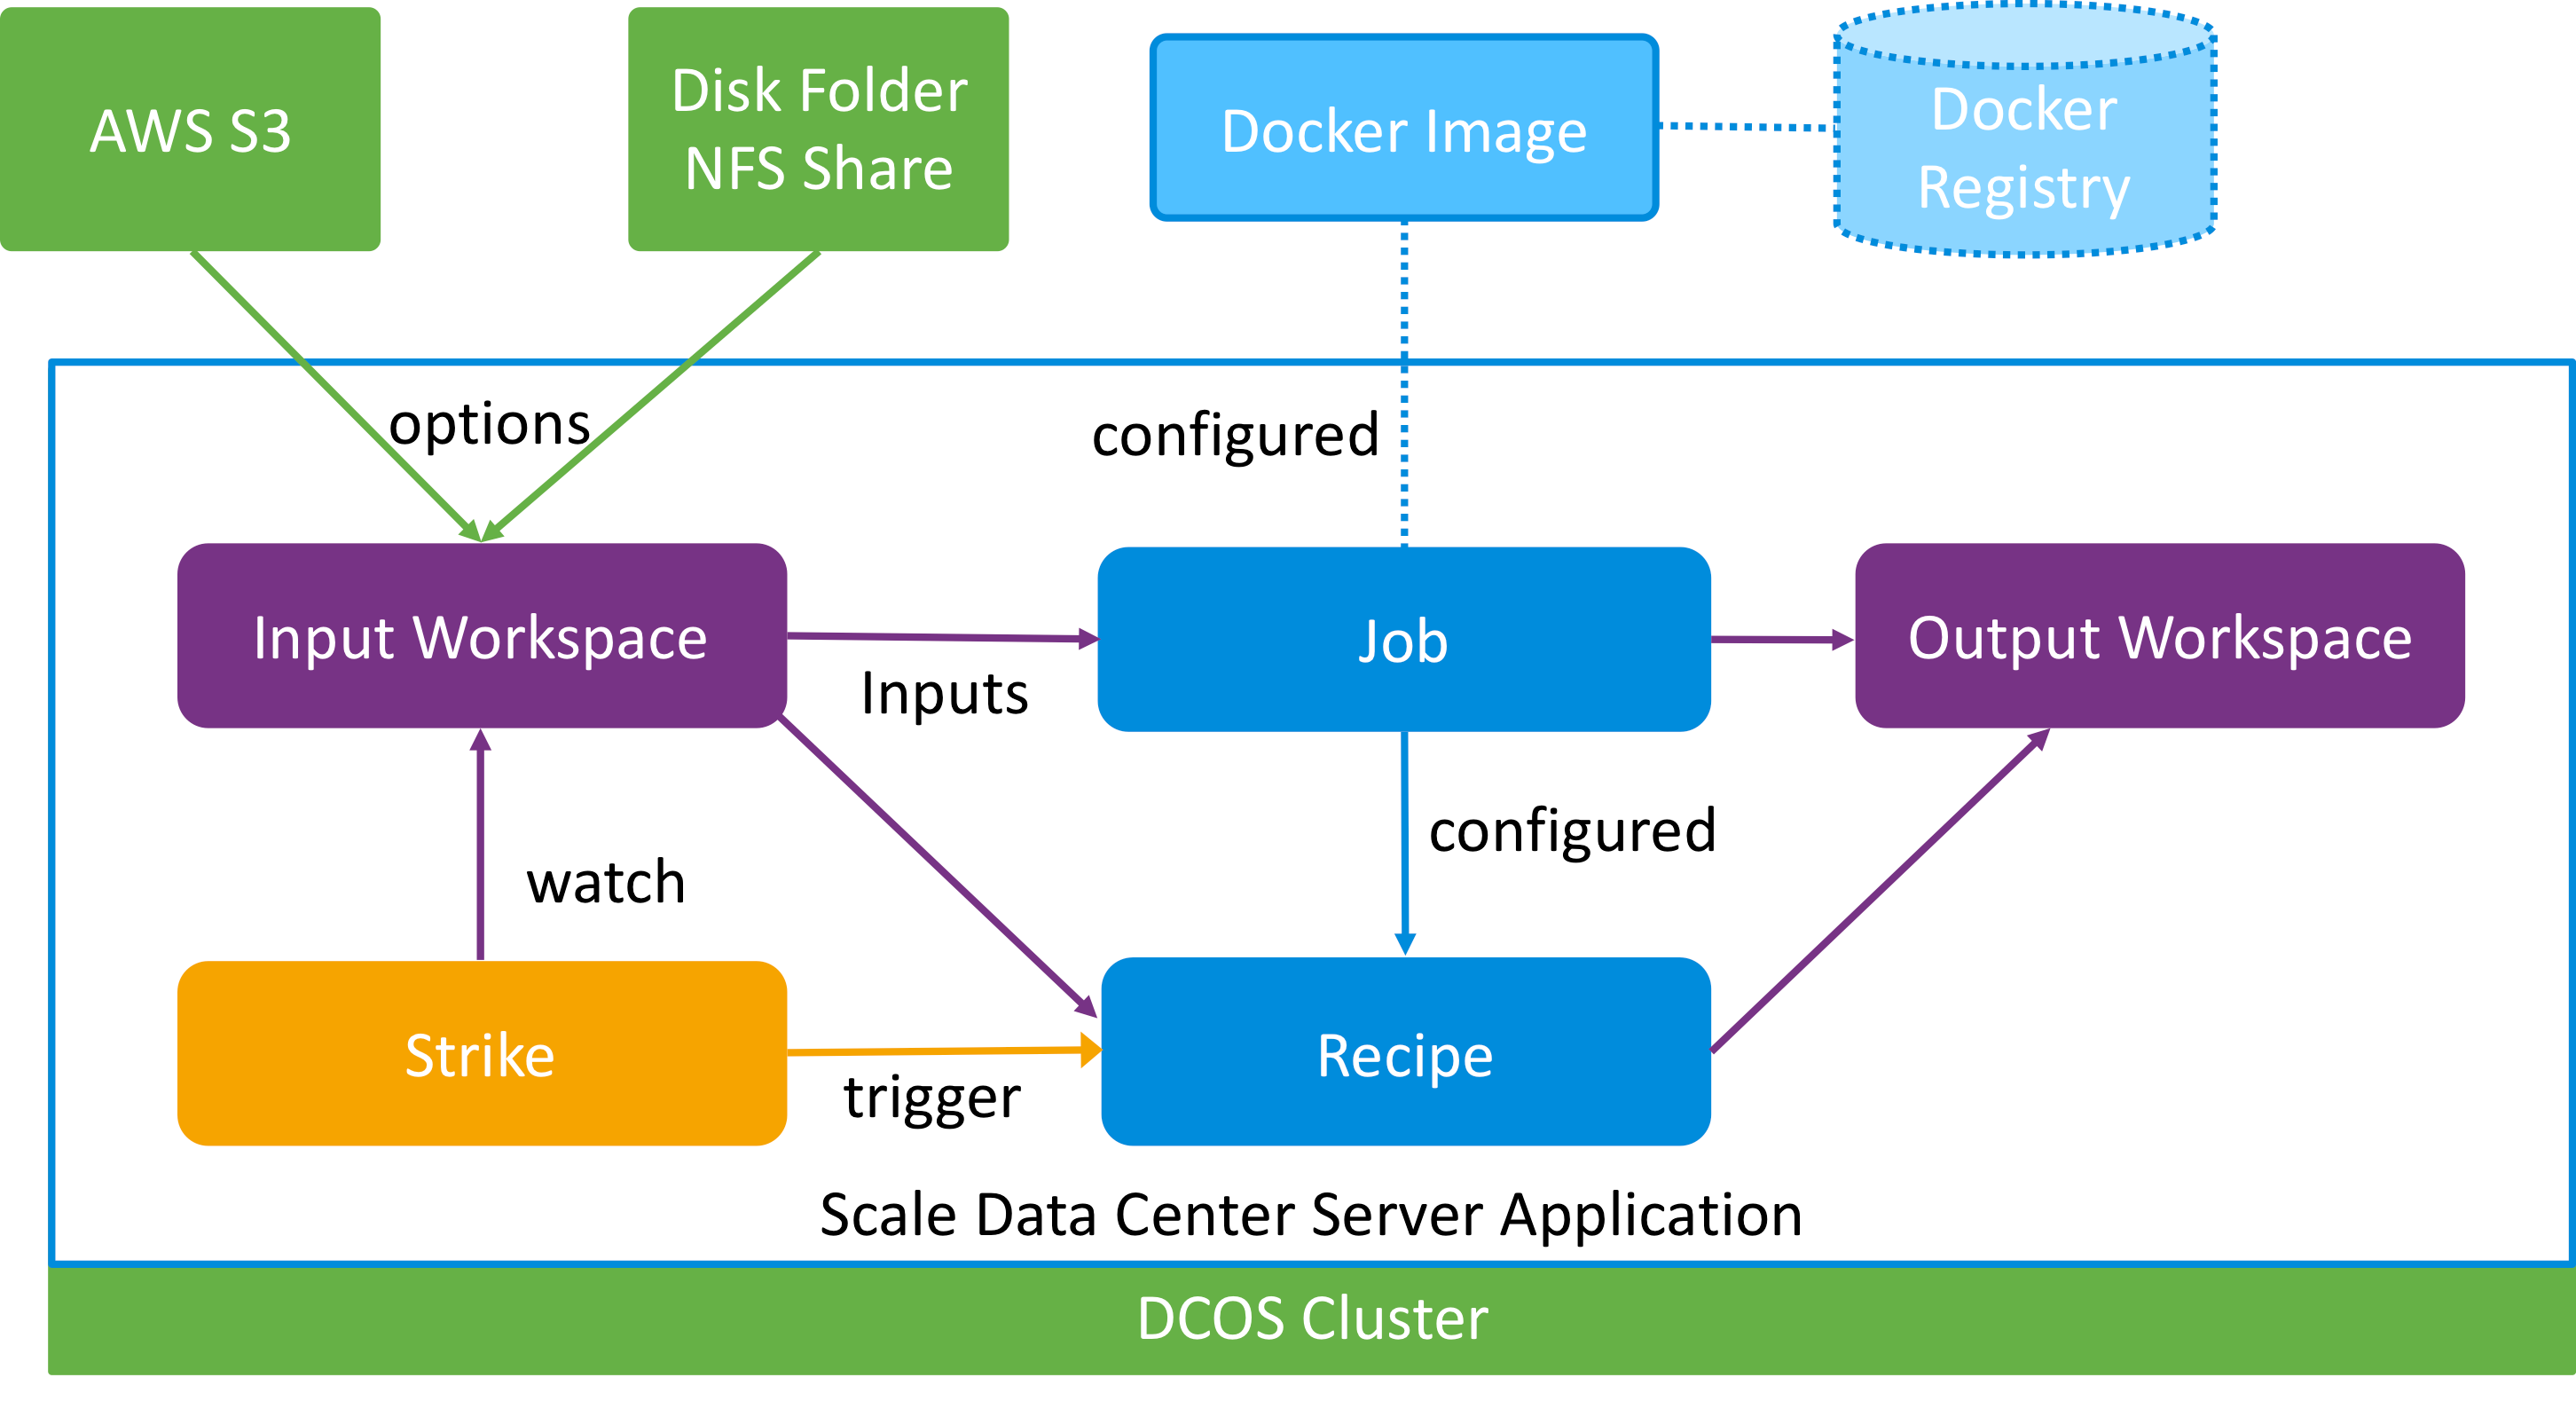 AWS S3
Disk Folder
NFS Share
Docker Image
Docker
Registry
options
configured
Input Workspace
Job
Output Workspace
Inputs
configured
watch
Strike
Recipe
trigger
Scale Data Center Server Application
DCOS Cluster